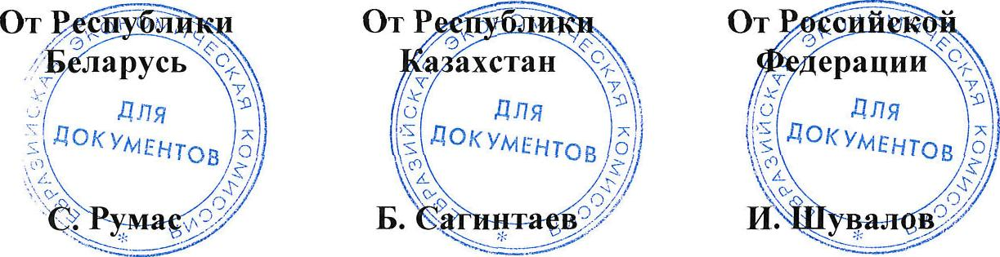 От Республики
Беларусь
ЕВРАЗИЙСКАЯ ЭКОНОМИЧЕСКАЯ КОМИССИЯ *
ДЛЯ
ДОКУМЕНТОВ
С. Румас
От Республики
Казахстан
ЕВРАЗИЙСКАЯ ЭКОНОМИЧЕСКАЯ КОМИССИЯ *
ДЛЯ
ДОКУМЕНТОВ
Б. Сагинтаев
От Российской
Федерации
ЕВРАЗИЙСКАЯ ЭКОНОМИЧЕСКАЯ КОМИССИЯ *
ДЛЯ
ДОКУМЕНТОВ
И. Шувалов